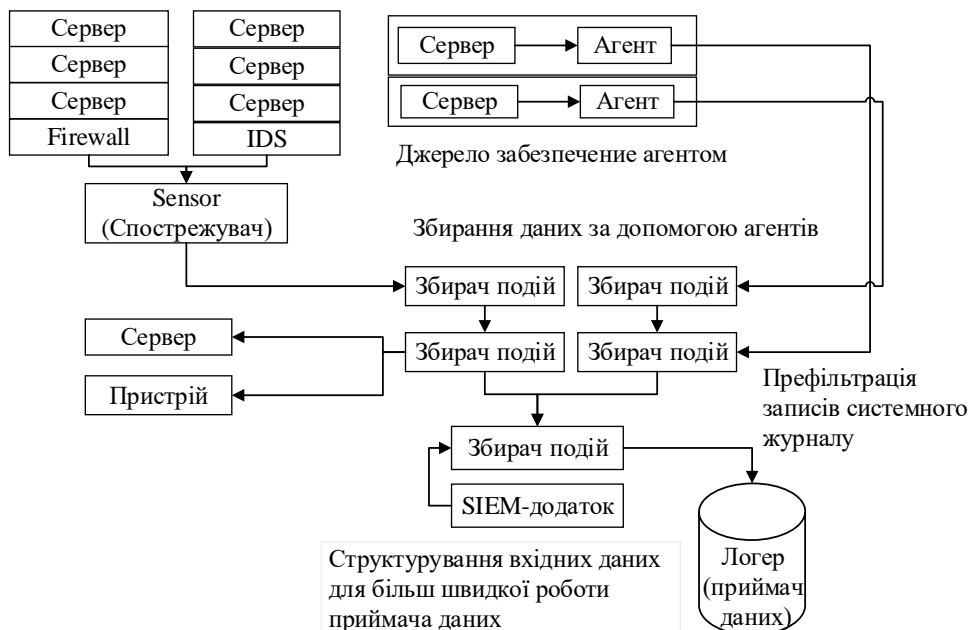 Сервер
Сервер
Сервер
Firewall
Сервер
Сервер
Сервер
IDS
Сервер
Агент
Сервер
Агент
Джерело забезпечение агентом
Sensor
(Спострежувач)
Збирання даних за допомогою агентів
Збирач подій
Збирач подій
Сервер
Збирач подій
Збирач подій
Пристрій
Префільтрація
записів системного
журналу
Збирач подій
SIEM-додаток
Структурування вхідних даних
для більш швидкої роботи
приймача даних
Логер
(приймач
даних)